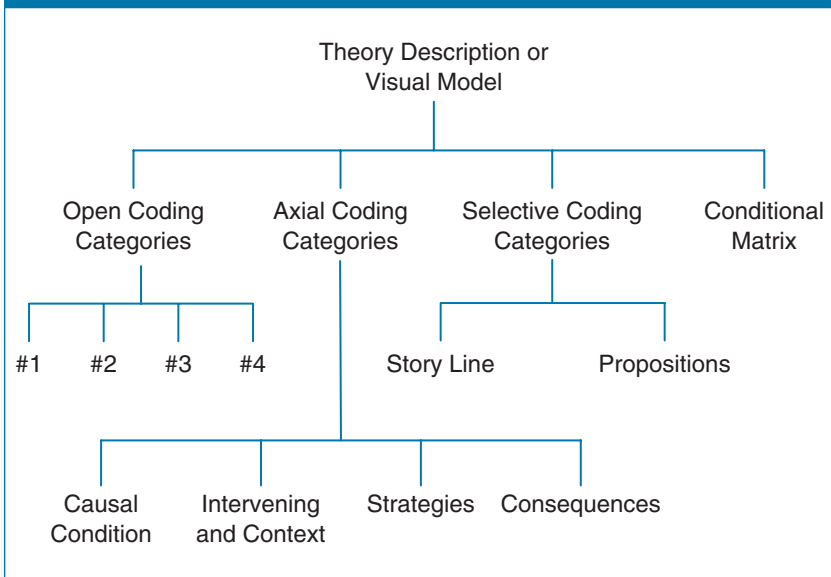 Theory Description or
Visual Model
Open Coding
Categories
Axial Coding
Categories
Selective Coding
Categories
Conditional
Matrix
#1
#2
#3
#4
Story Line
Propositions
Causal
Condition
Intervening
and Context
Strategies
Consequences